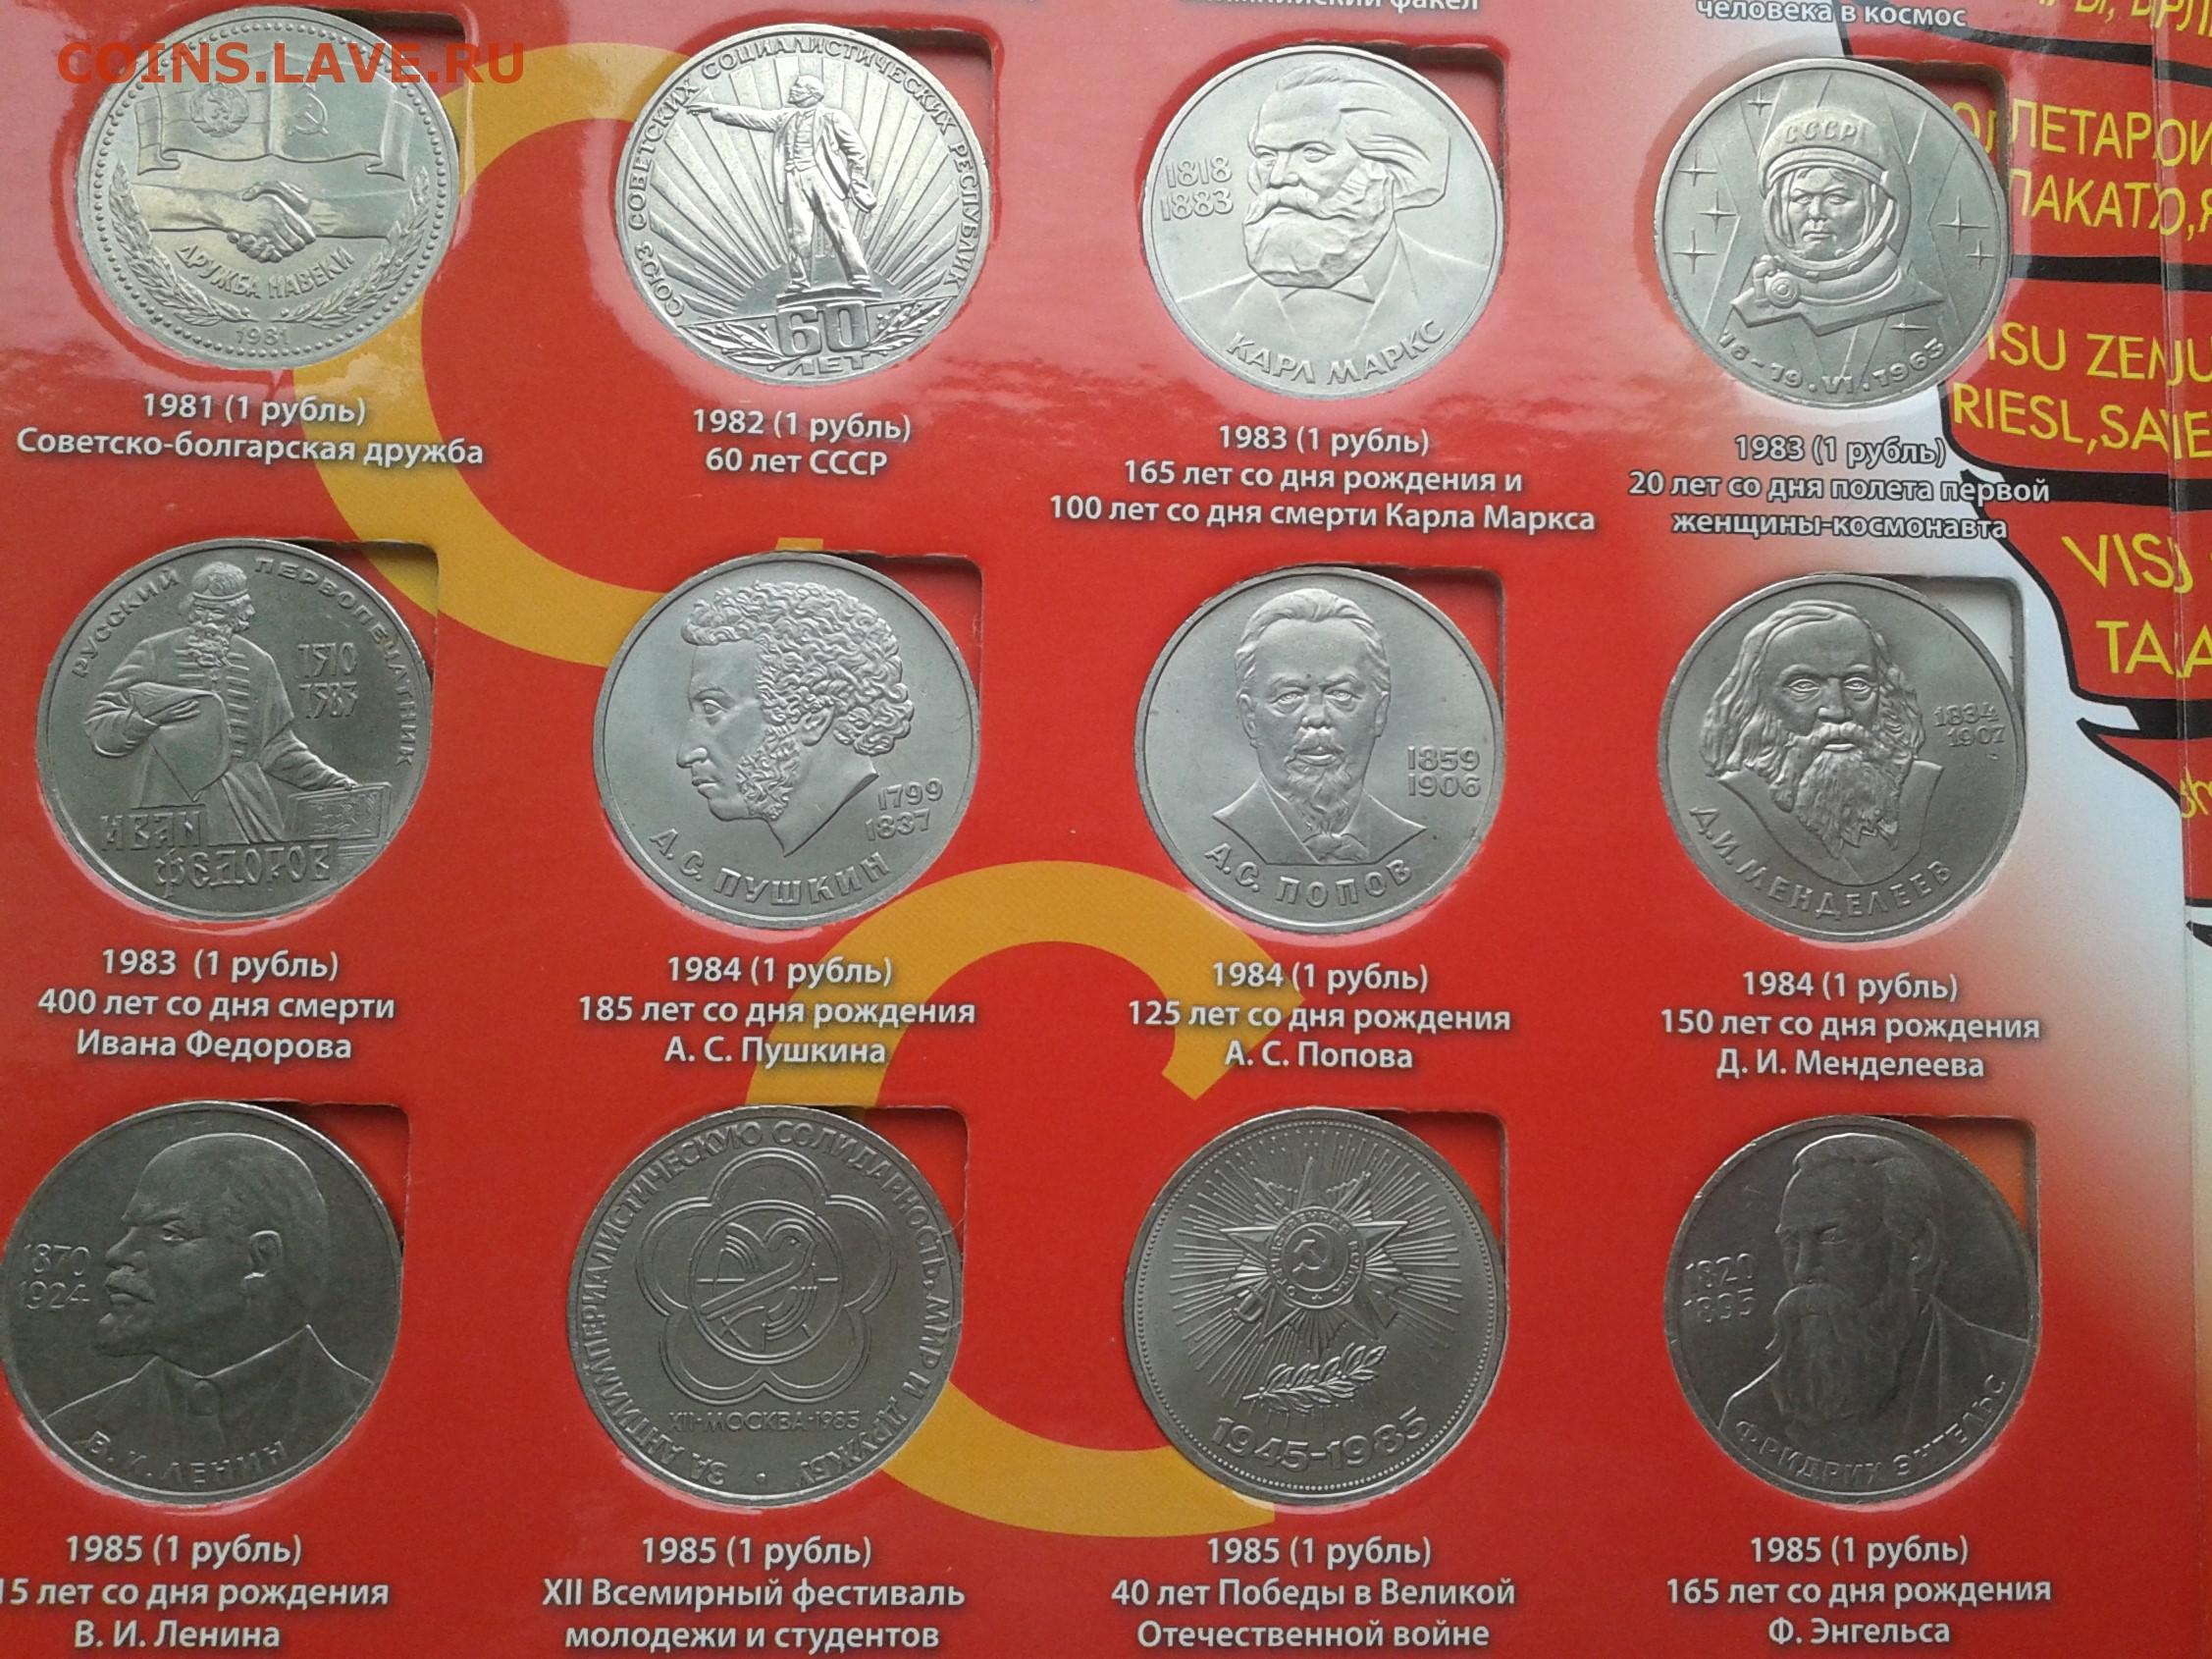 COINS.LAVE.RU
факел
человека в космос
ДРУЖБА НАВЕКИ
1981
СОЮЗ СОВЕТСКИХ СОЦИАЛИСТИЧЕСКИХ РЕСПУБЛИК
60
ЛЕТ
1818
1883
КАРЛ МАРКС
СССР
16-19.VI.1963
ISU ZEMJU
VISU
1981 (1 рубль)
Советско-болгарская дружба
1982 (1 рубль)
60 лет СССР
1983 (1 рубль)
165 лет со дня рождения и
100 лет со дня смерти Карла Маркса
1983 (1 рубль)
20 лет со дня полета первой
женщины-космонавта
РУССКИЙ ПЕРВОПЕЧАТНИК
1510
1583
ИВАН
ФЕДОРОВ
1799
1837
А.С. ПУШКИН
1859
1906
А.С. ПОПОВ
1834
1907
Д.И. МЕНДЕЛЕЕВ
1983 (1 рубль)
400 лет со дня смерти
Ивана Федорова
1984 (1 рубль)
185 лет со дня рождения
А. С. Пушкина
1984 (1 рубль)
125 лет со дня рождения
А. С. Попова
1984 (1 рубль)
150 лет со дня рождения
Д. И. Менделеева
1870
1924
В. И. ЛЕНИН
ЗА АНТИИМПЕРИАЛИСТИЧЕСКУЮ СОЛИДАРНОСТЬ, МИР И ДРУЖБУ
XII·МОСКВА·1985
1945-1985
1820
1895
ФРИДРИХ ЭНГЕЛЬС
1985 (1 рубль)
15 лет со дня рождения
В. И. Ленина
1985 (1 рубль)
XII Всемирный фестиваль
молодежи и студентов
1985 (1 рубль)
40 лет Победы в Великой
Отечественной войне
1985 (1 рубль)
165 лет со дня рождения
Ф. Энгельса